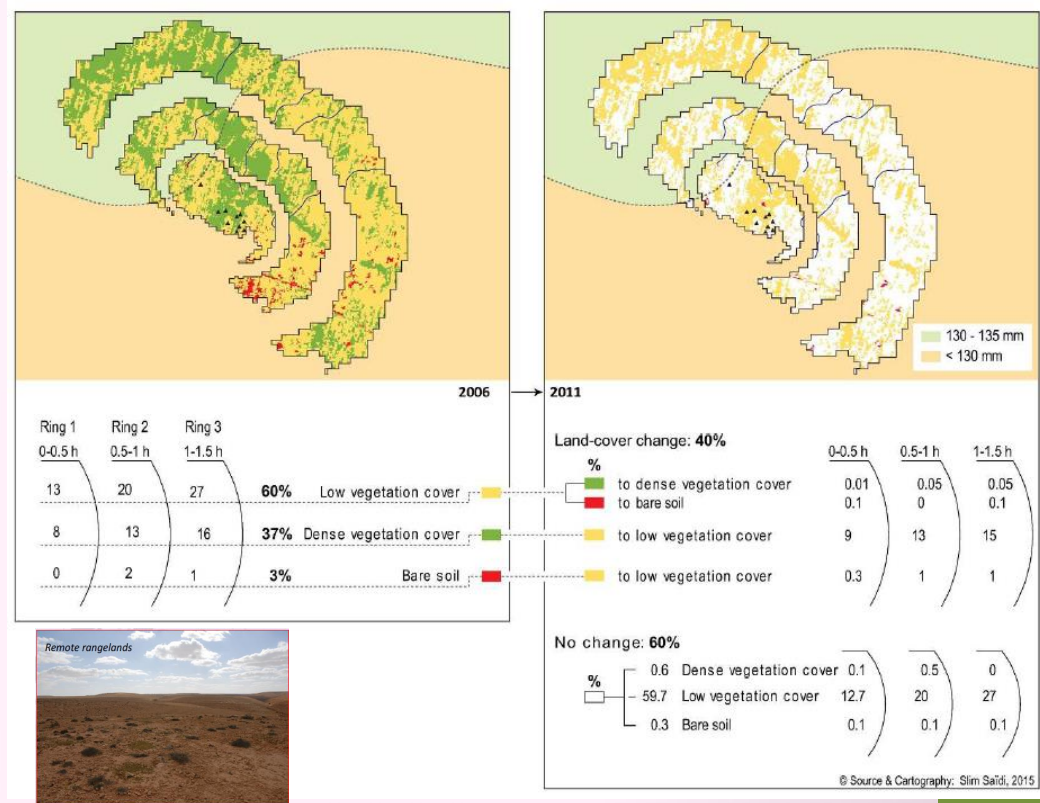 130 - 135 mm
< 130 mm
2006
2011
Ring 1 Ring 2 Ring 3
0-0.5 h 0.5-1 h 1-1.5 h
13 20 27 60% Low vegetation cover
8 13 16 37% Dense vegetation cover
0 2 1 3% Bare soil
Land-cover change: 40%
% 0-0.5 h 0.5-1 h 1-1.5 h
to dense vegetation cover 0.01 0.05 0.05
to bare soil 0.1 0 0.1
to low vegetation cover 9 13 15
to low vegetation cover 0.3 1 1
No change: 60%
%
0.6 Dense vegetation cover 0.1 0.5 0
59.7 Low vegetation cover 12.7 20 27
0.3 Bare soil 0.1 0.1 0.1
Remote rangelands
© Source & Cartography: Slim Saïdi, 2015